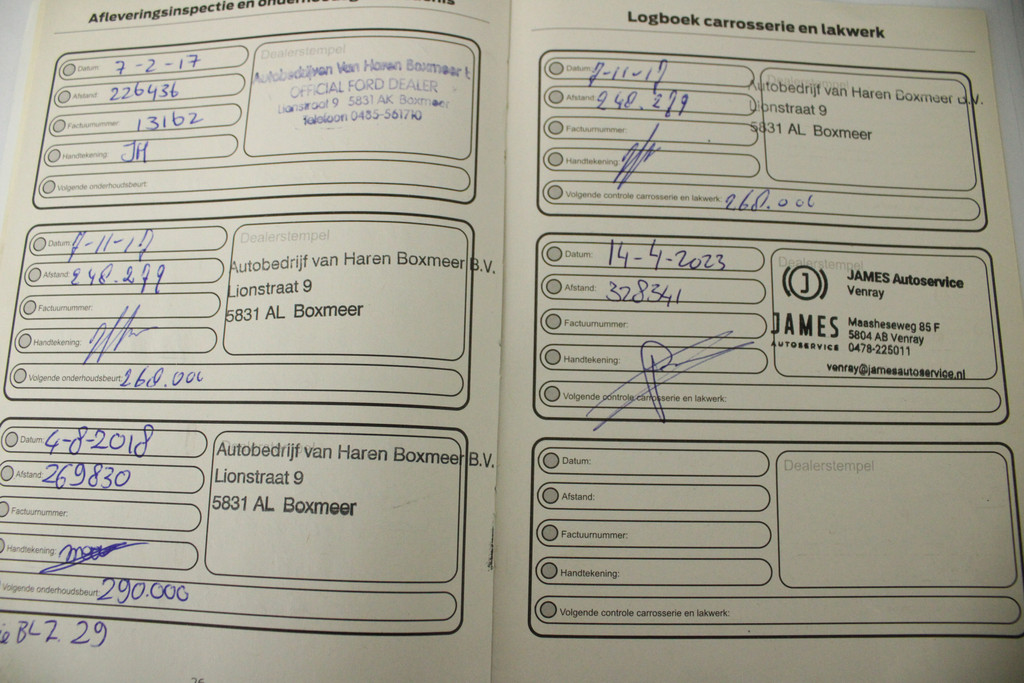 Afleveringsinspectie en
Datum: 7-2-17
Afstand: 226436
Factuurnummer: 13162
Handtekening: JH
Volgende onderhoudsbeurt:
Dealerstempel
Autobedrijven Van Haren Boxmeer
OFFICIAL FORD DEALER
Lionstraat 9 5831 AK Boxmeer
Telefoon 0485-561710
Datum: 7-11-17
Afstand: 248.279
Factuurnummer:
Handtekening:
Volgende onderhoudsbeurt: 268.000
Dealerstempel
Autobedrijf van Haren Boxmeer B.V.
Lionstraat 9
5831 AL Boxmeer
Datum: 4-8-2018
Afstand: 269830
Factuurnummer:
Handtekening:
Volgende onderhoudsbeurt: 290.000
Dealerstempel
Autobedrijf van Haren Boxmeer B.V.
Lionstraat 9
5831 AL Boxmeer
BLZ. 29
Logboek carrosserie en lakwerk
Datum: 7-11-17
Afstand: 248.279
Factuurnummer:
Handtekening:
Volgende controle carrosserie en lakwerk: 268.000
Dealerstempel
Autobedrijf van Haren Boxmeer B.V.
Lionstraat 9
5831 AL Boxmeer
Datum: 14-4-2023
Afstand: 328341
Factuurnummer:
Handtekening:
Volgende controle carrosserie en lakwerk:
Dealerstempel
J
JAMES Autoservice
Venray
JAMES
AUTOSERVICE
Maasheseweg 85 F
5804 AB Venray
0478-225011
venray@jamesautoservice.nl
Datum:
Afstand:
Factuurnummer:
Handtekening:
Volgende controle carrosserie en lakwerk:
Dealerstempel